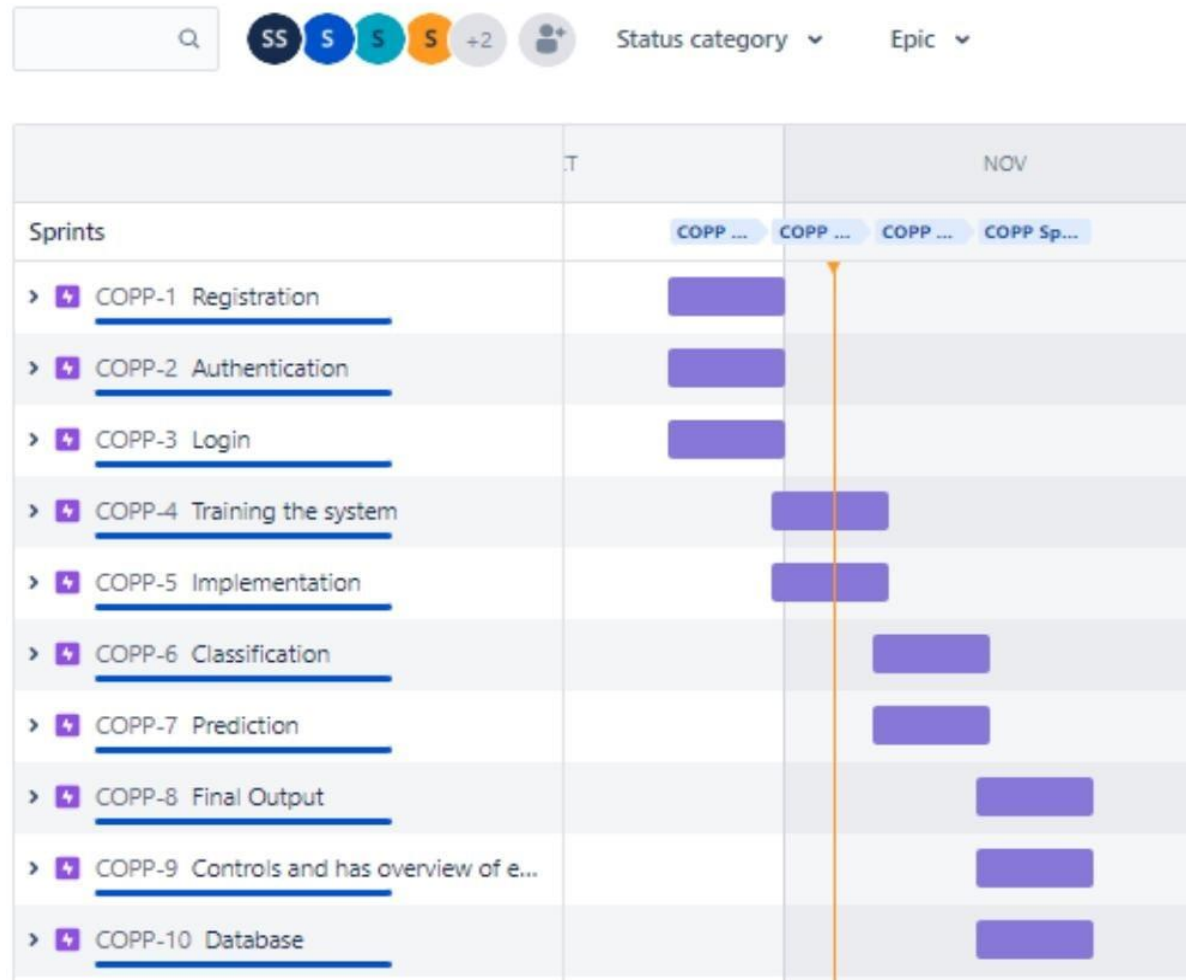 SS S S S +2 Status category Epic
T NOV
Sprints COPP ... COPP ... COPP ... COPP Sp...
COPP-1 Registration
COPP-2 Authentication
COPP-3 Login
COPP-4 Training the system
COPP-5 Implementation
COPP-6 Classification
COPP-7 Prediction
COPP-8 Final Output
COPP-9 Controls and has overview of e...
COPP-10 Database